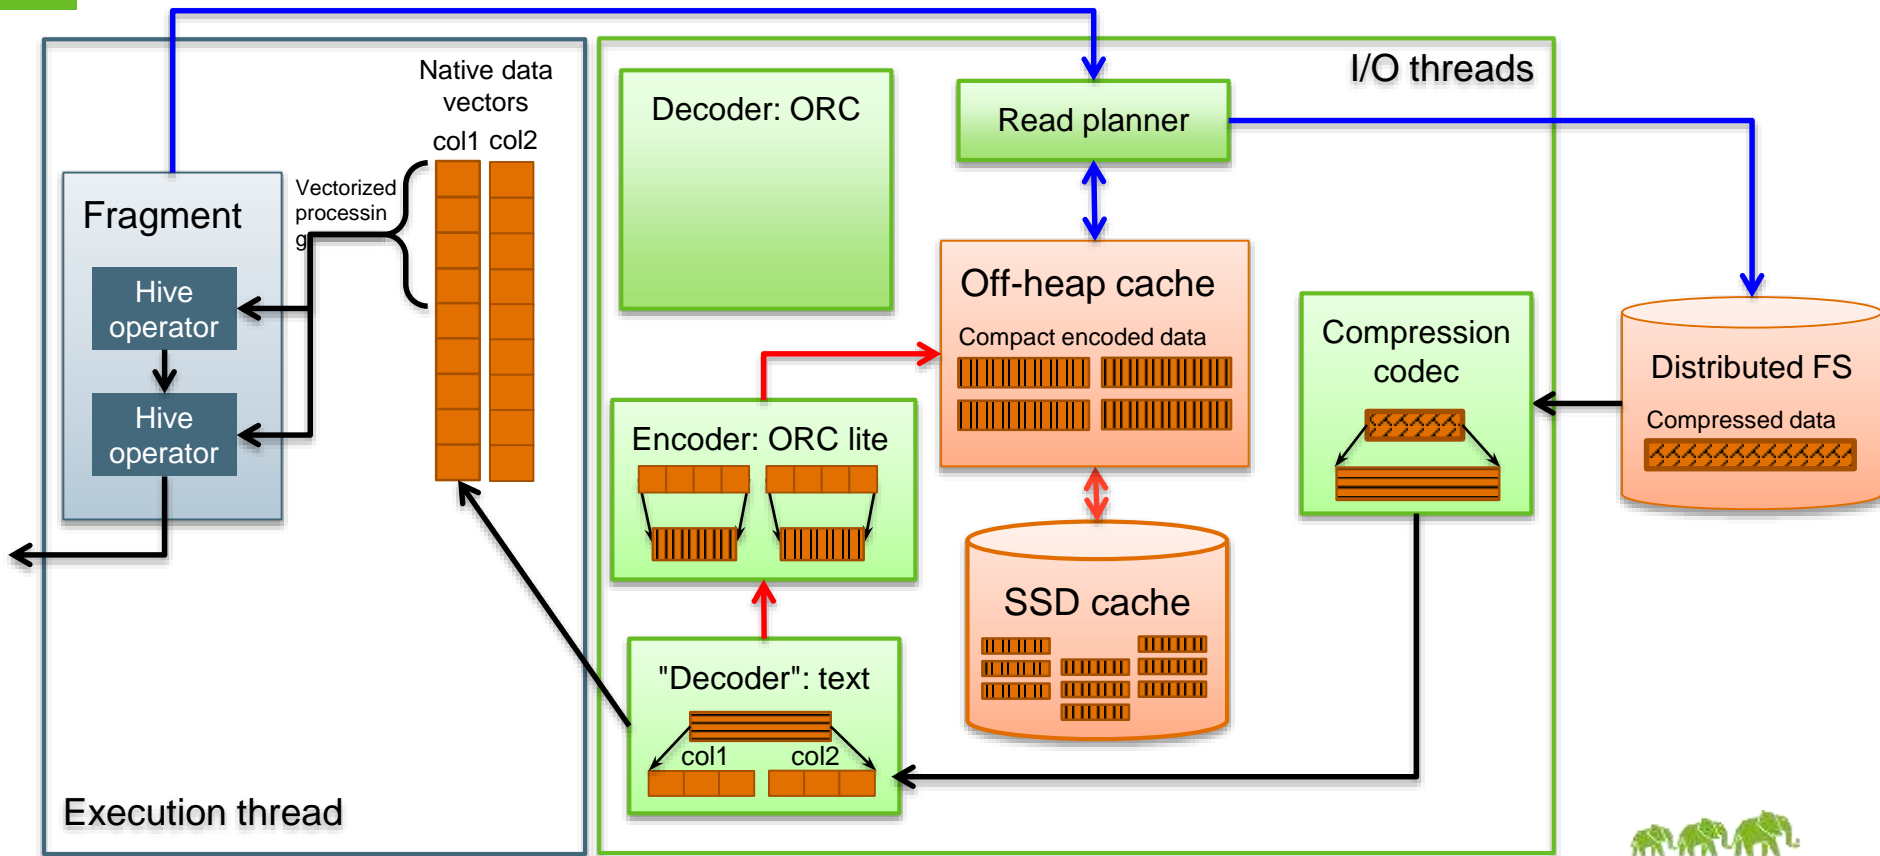 I/O threads
Native data
vectors
col1 col2
Decoder: ORC
Read planner
Vectorized
processin
g
Fragment
Hive
operator
Hive
operator
Off-heap cache
Compact encoded data
Compression
codec
Distributed FS
Compressed data
Encoder: ORC lite
SSD cache
"Decoder": text
col1 col2
Execution thread